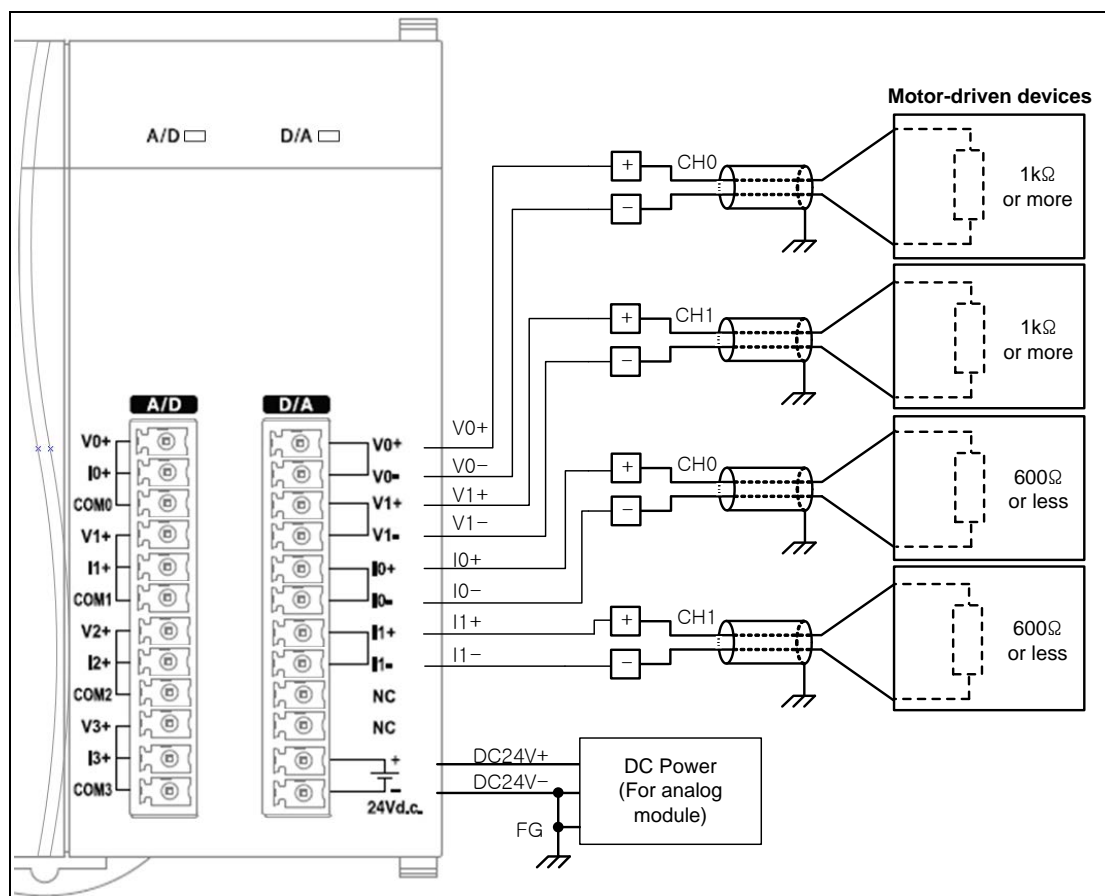 Motor-driven devices
A/D
D/A
+
CH0
−
1kΩ
or more
+
CH1
−
1kΩ
or more
A/D
D/A
V0+
I0+
COM0
V1+
I1+
COM1
V2+
I2+
COM2
V3+
I3+
COM3
V0+
V0-
V1+
V1-
I0+
I0-
I1+
I1-
NC
NC
+
−
24Vd.c.
V0+
V0-
V1+
V1-
I0+
I0-
I1+
I1-
+
CH0
−
600Ω
or less
+
CH1
−
600Ω
or less
DC24V+
DC24V-
FG
DC Power
(For analog
module)